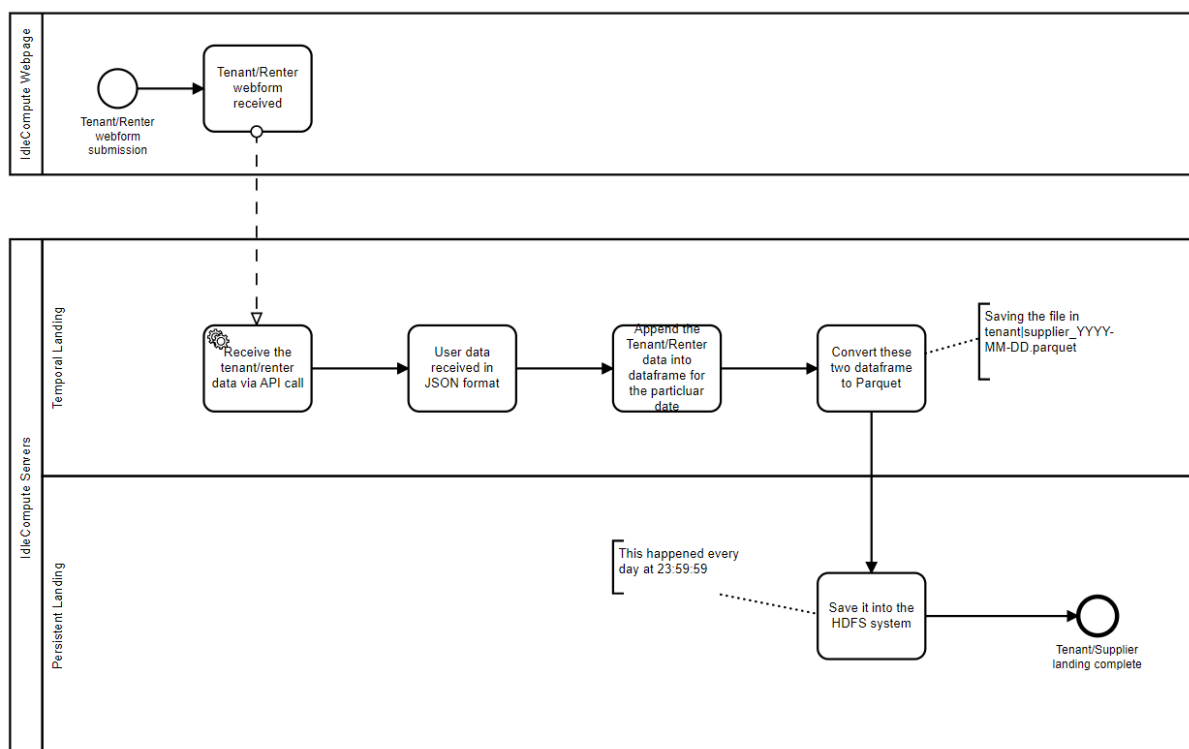 IdleCompute Webpage
Tenant/Renter
webform
submission
Tenant/Renter
webform
received
IdleCompute Servers
Temporal Landing
Receive the
tenant/renter
data via API call
User data
received in
JSON format
Append the
Tenant/Renter
data into
dataframe for
the particluar
date
Convert these
two dataframe
to Parquet
Saving the file in
tenant|supplier_YYYY-
MM-DD.parquet
Persistent Landing
This happened every
day at 23:59:59
Save it into the
HDFS system
Tenant/Supplier
landing complete